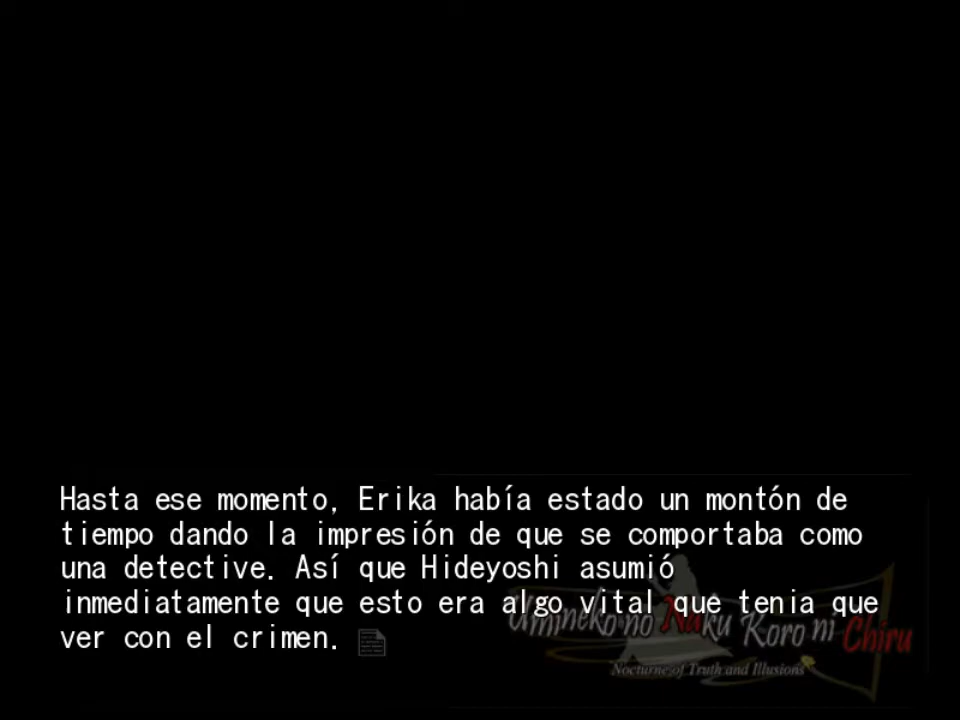 Hasta ese momento, Erika había estado un montón de
tiempo dando la impresión de que se comportaba como
una detective. Así que Hideyoshi asumió
inmediatamente que esto era algo vital que tenia que
ver con el crimen.
Umineko no Naku Koro ni Chiru
Nocturne of Truth and Illusions